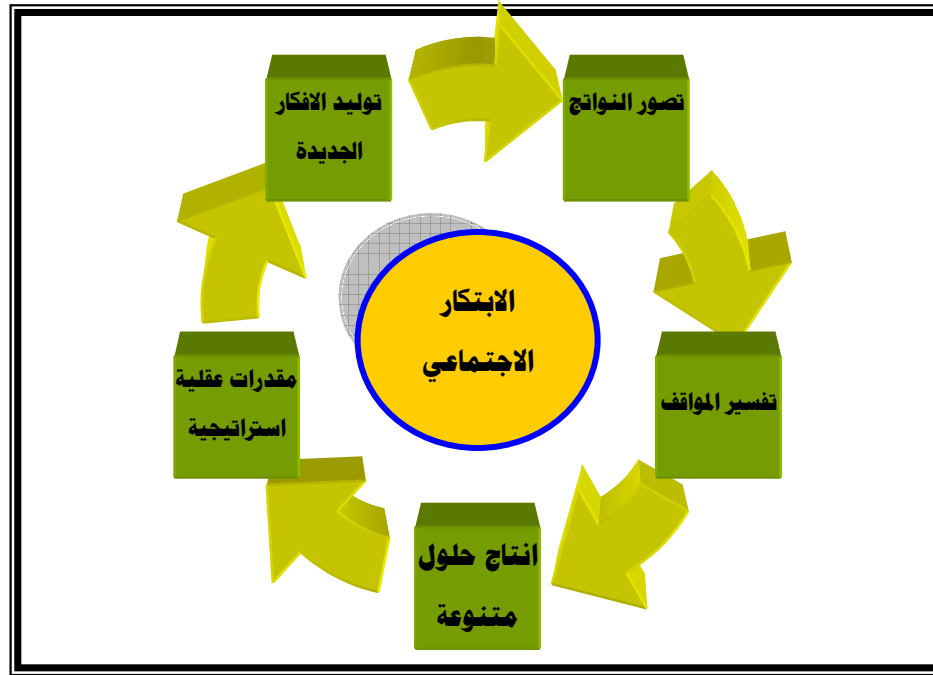 توليد الافكار
الجديدة
تصور النواتج
الابتكار
الاجتماعي
مقدرات عقلية
استراتيجية
تفسير المواقف
انتاج حلول
متنوعة